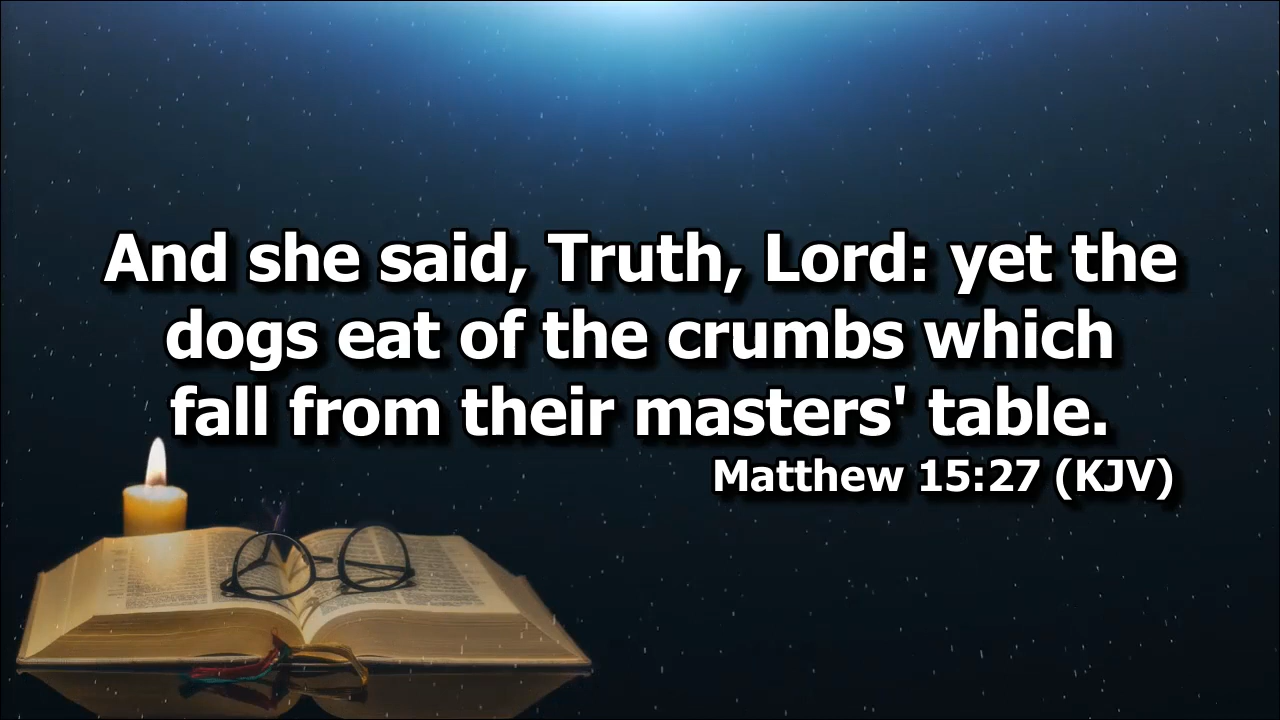 And she said, Truth, Lord: yet the
dogs eat of the crumbs which
fall from their masters' table.
Matthew 15:27 (KJV)